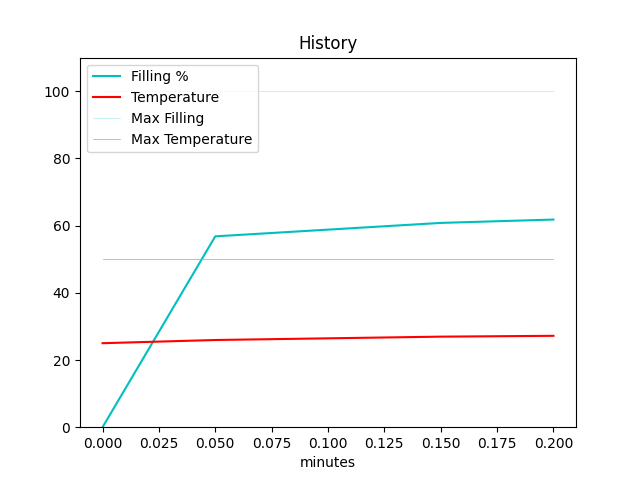 History
Filling %
Temperature
Max Filling
Max Temperature
100
80
60
40
20
0
0.000 0.025 0.050 0.075 0.100 0.125 0.150 0.175 0.200
minutes